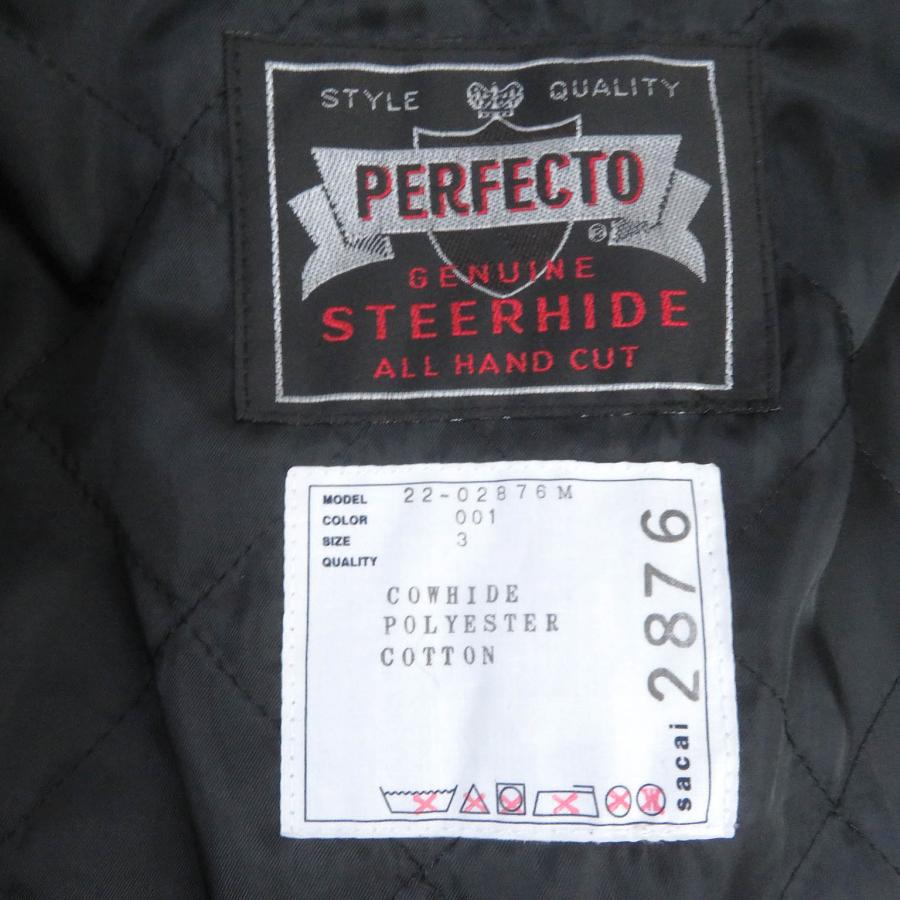 STYLE QUALITY
PERFECTO
®
GENUINE
STEERHIDE
ALL HAND CUT
MODEL 22-02876M
COLOR 001
SIZE 3
QUALITY
COWHIDE
POLYESTER
COTTON
sacai 2876